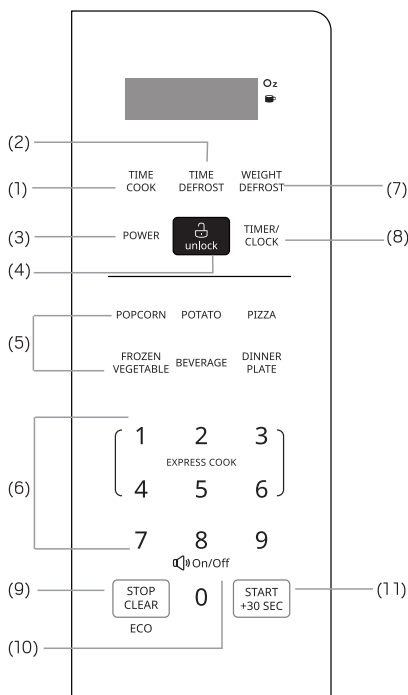 Oz
(2)
TIME TIME WEIGHT
COOK DEFROST DEFROST
(1) (7)
(3) POWER unlock TIMER/
CLOCK (8)
(4)
POPCORN POTATO PIZZA
(5)
FROZEN BEVERAGE DINNER
VEGETABLE PLATE
1 2 3
EXPRESS COOK
(6) 4 5 6
7 8 9
On/Off
(9) STOP 0 START (11)
CLEAR +30 SEC
ECO
(10)